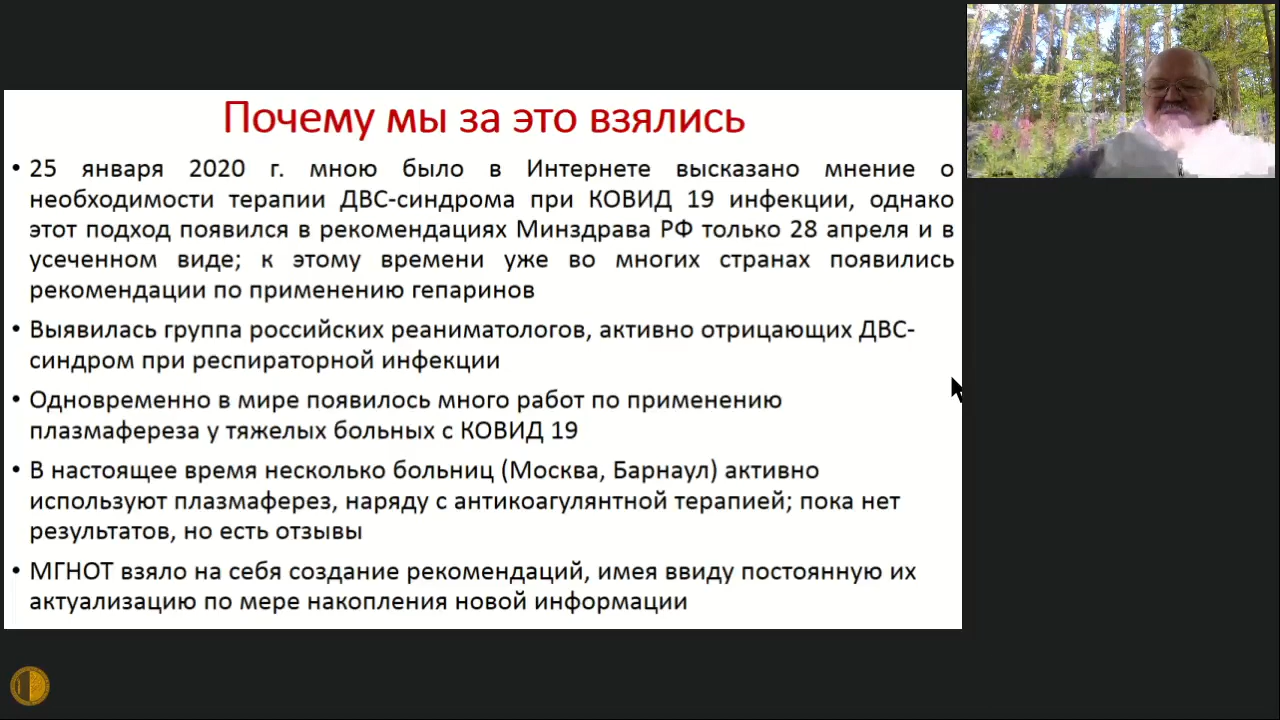 Почему мы за это взялись
• 25 января 2020 г. мною было в Интернете высказано мнение о
необходимости терапии ДВС-синдрома при КОВИД 19 инфекции, однако
этот подход появился в рекомендациях Минздрава РФ только 28 апреля и в
усеченном виде; к этому времени уже во многих странах появились
рекомендации по применению гепаринов
• Выявилась группа российских реаниматологов, активно отрицающих ДВС-
синдром при респираторной инфекции
• Одновременно в мире появилось много работ по применению
плазмафереза у тяжелых больных с КОВИД 19
• В настоящее время несколько больниц (Москва, Барнаул) активно
используют плазмаферез, наряду с антикоагулянтной терапией; пока нет
результатов, но есть отзывы
• МГНОТ взяло на себя создание рекомендаций, имея ввиду постоянную их
актуализацию по мере накопления новой информации